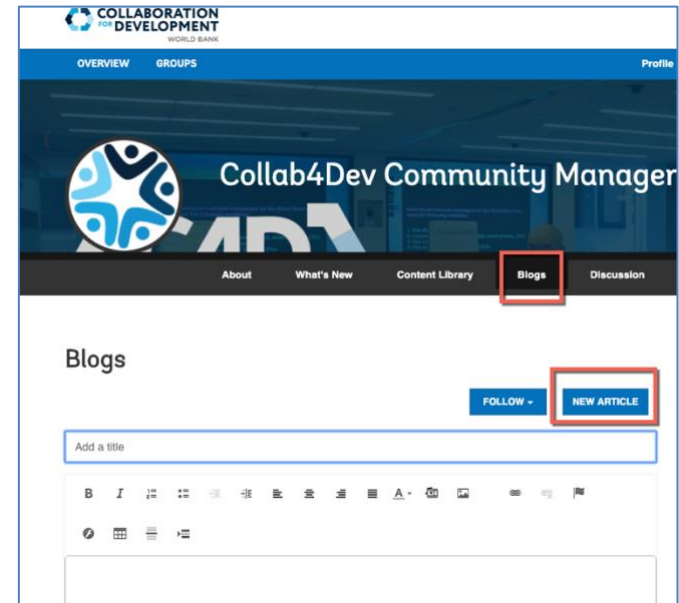 COLLABORATION
FOR DEVELOPMENT
WORLD BANK
OVERVIEW GROUPS Profile
Collab4Dev Community Manager
C4D
About What's New Content Library Blogs Discussion
Blogs
FOLLOW NEW ARTICLE
Add a title
B I A